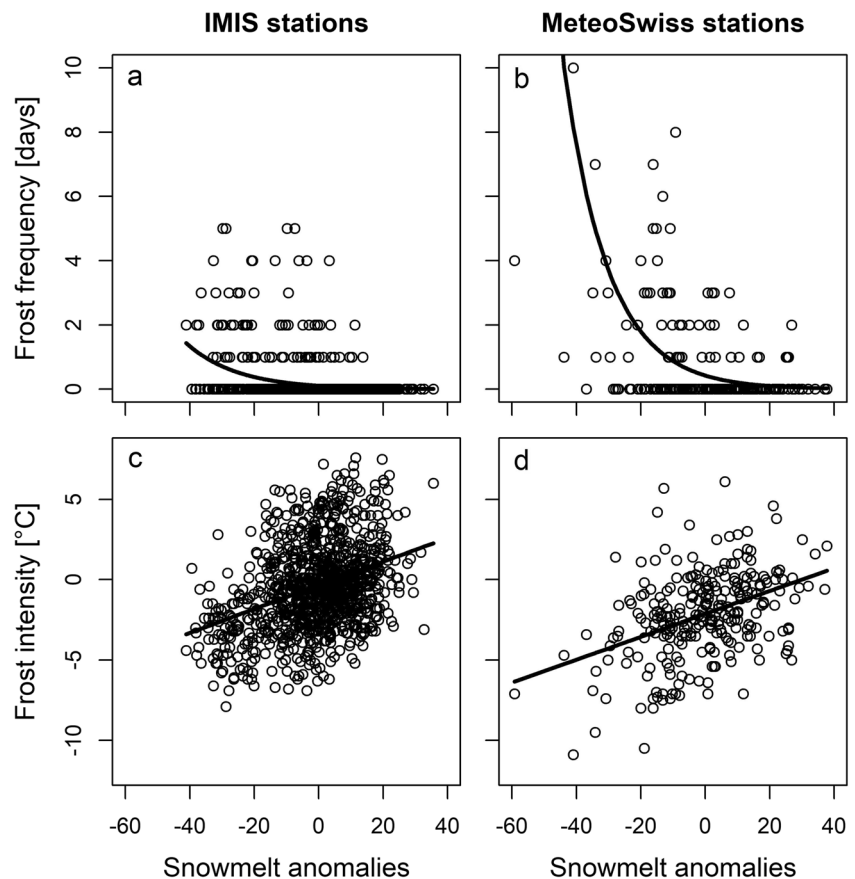 IMIS stations
MeteoSwiss stations
a
b
Frost frequency [days]
10
8
6
4
2
0
c
d
Frost intensity [°C]
5
0
-5
-10
-60 -40 -20 0 20 40
-60 -40 -20 0 20 40
Snowmelt anomalies
Snowmelt anomalies